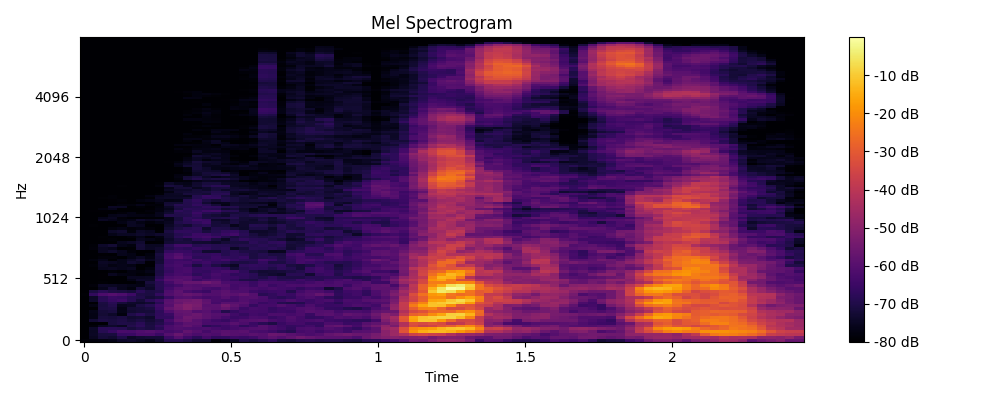 Mel Spectrogram
Hz
4096
2048
1024
512
0
0 0.5 1 1.5 2
Time
-10 dB
-20 dB
-30 dB
-40 dB
-50 dB
-60 dB
-70 dB
-80 dB